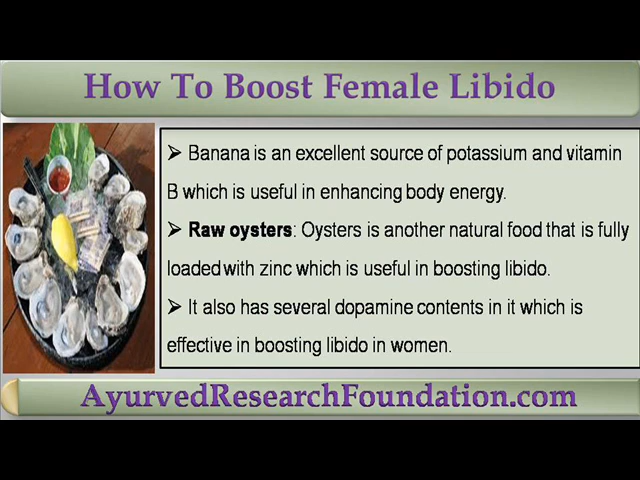 How To Boost Female Libido
➢ Banana is an excellent source of potassium and vitamin
B which is useful in enhancing body energy.
➢ Raw oysters: Oysters is another natural food that is fully
loaded with zinc which is useful in boosting libido.
➢ It also has several dopamine contents in it which is
effective in boosting libido in women.
AyurvedResearchFoundation.com